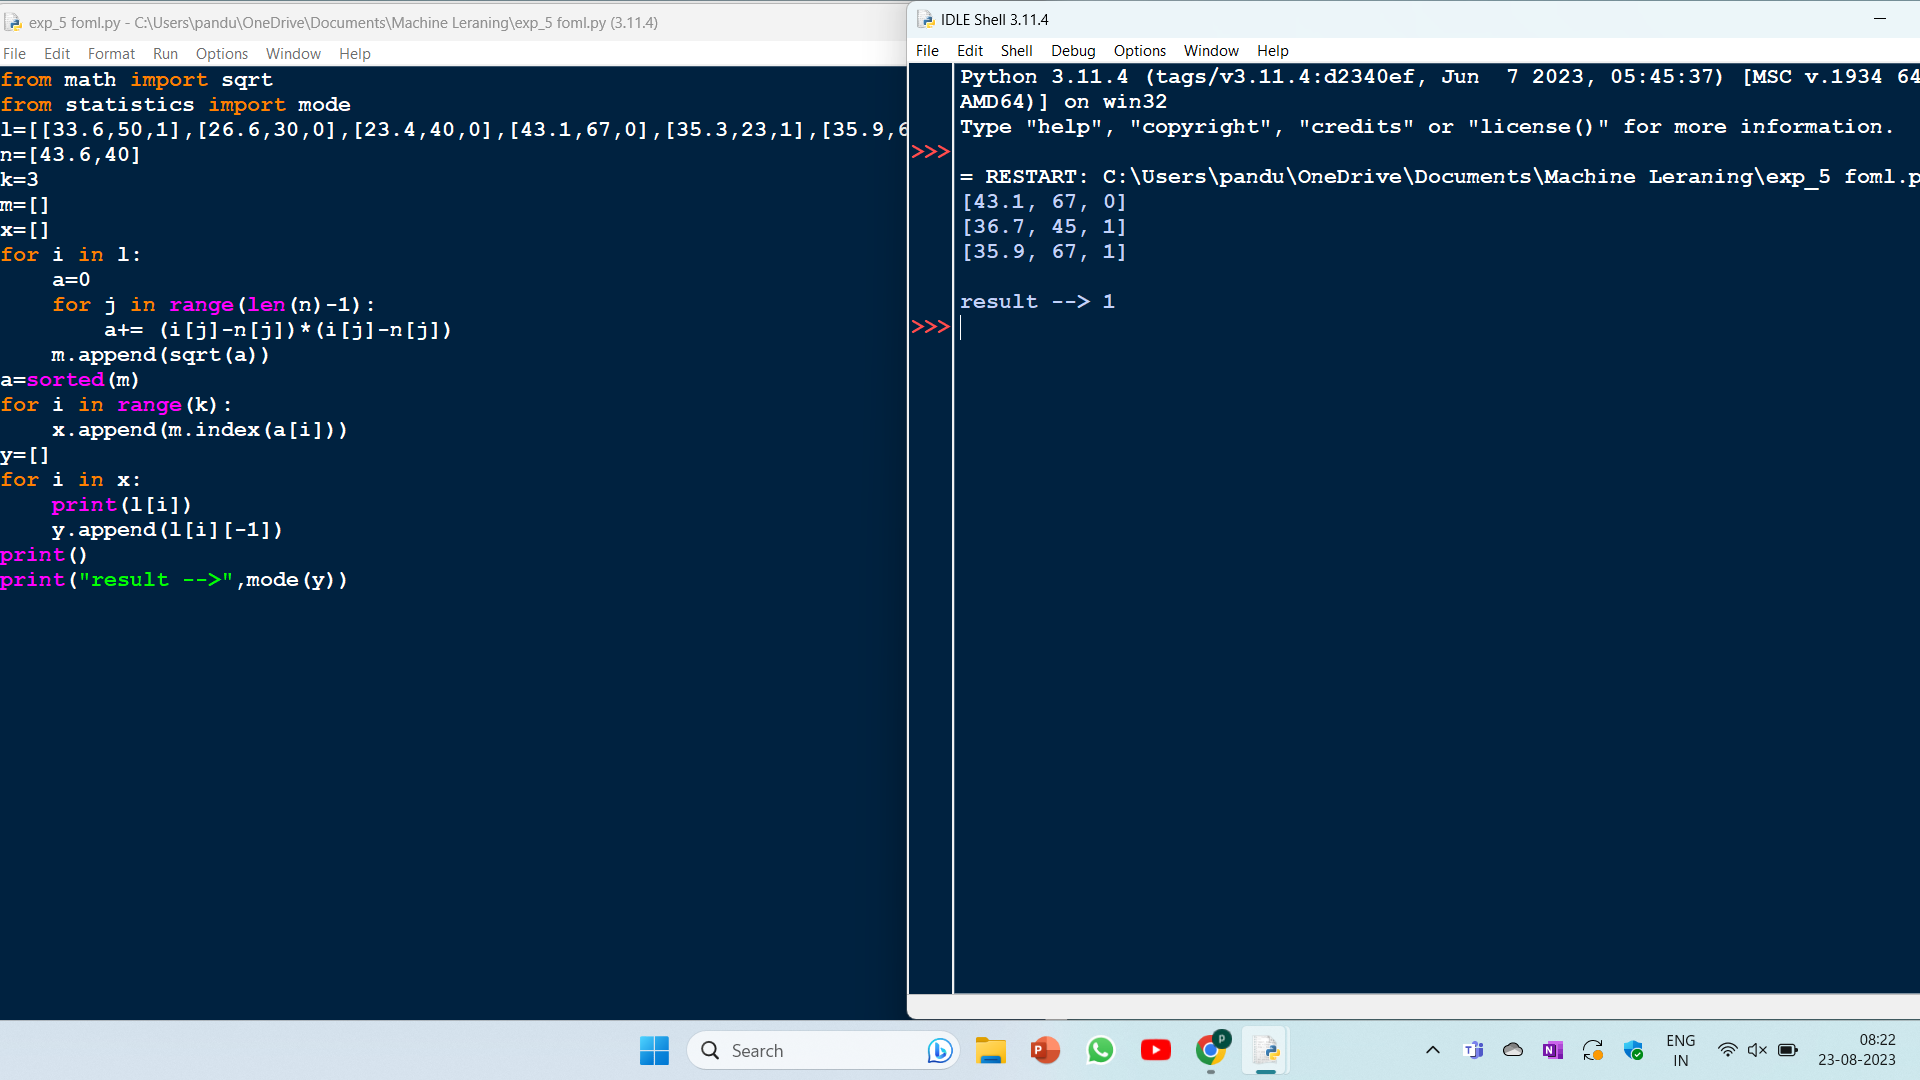 exp_5 foml.py - C:\Users\pandu\OneDrive\Documents\Machine Leraning\exp_5 foml.py (3.11.4)
File Edit Format Run Options Window Help
from math import sqrt
from statistics import mode
l=[[33.6,50,1],[26.6,30,0],[23.4,40,0],[43.1,67,0],[35.3,23,1],[35.9,6
n=[43.6,40]
k=3
m=[]
x=[]
for i in l:
    a=0
    for j in range(len(n)-1):
        a+= (i[j]-n[j])*(i[j]-n[j])
    m.append(sqrt(a))
a=sorted(m)
for i in range(k):
    x.append(m.index(a[i]))
y=[]
for i in x:
    print(l[i])
    y.append(l[i][-1])
print()
print("result -->",mode(y))
IDLE Shell 3.11.4
File Edit Shell Debug Options Window Help
Python 3.11.4 (tags/v3.11.4:d2340ef, Jun  7 2023, 05:45:37) [MSC v.1934 64
AMD64)] on win32
Type "help", "copyright", "credits" or "license()" for more information.
>>>
= RESTART: C:\Users\pandu\OneDrive\Documents\Machine Leraning\exp_5 foml.p
[43.1, 67, 0]
[36.7, 45, 1]
[35.9, 67, 1]
result --> 1
>>>
Search
ENG
IN
08:22
23-08-2023